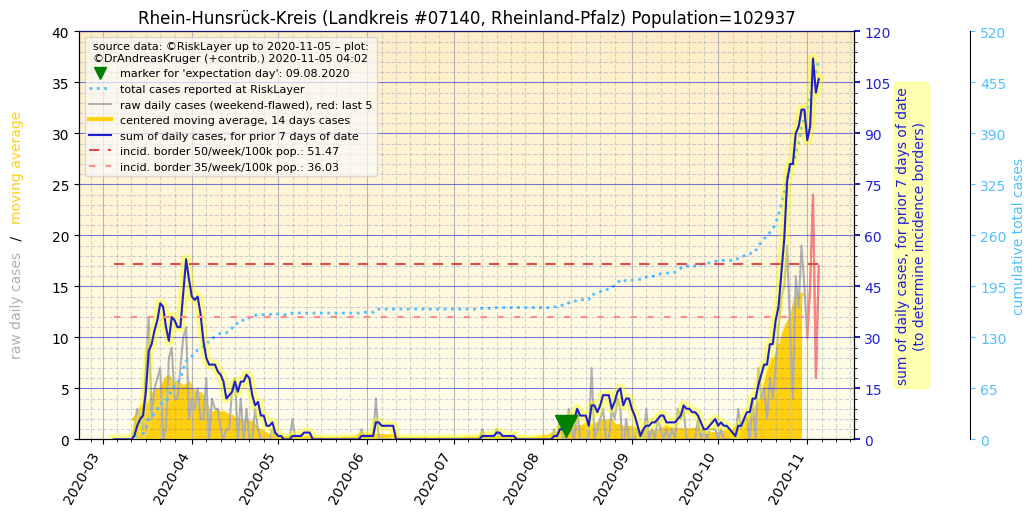 Rhein-Hunsrück-Kreis (Landkreis #07140, Rheinland-Pfalz) Population=102937
source data: ©RiskLayer up to 2020-11-05 – plot:
©DrAndreasKruger (+contrib.) 2020-11-05 04:02
marker for 'expectation day': 09.08.2020
total cases reported at RiskLayer
raw daily cases (weekend-flawed), red: last 5
centered moving average, 14 days cases
sum of daily cases, for prior 7 days of date
incid. border 50/week/100k pop.: 51.47
incid. border 35/week/100k pop.: 36.03
raw daily cases / moving average
40
35
30
25
20
15
10
5
0
120
105
90
75
60
45
30
15
0
sum of daily cases, for prior 7 days of date
(to determine incidence borders)
520
455
390
325
260
195
130
65
0
cumulative total cases
2020-03
2020-04
2020-05
2020-06
2020-07
2020-08
2020-09
2020-10
2020-11